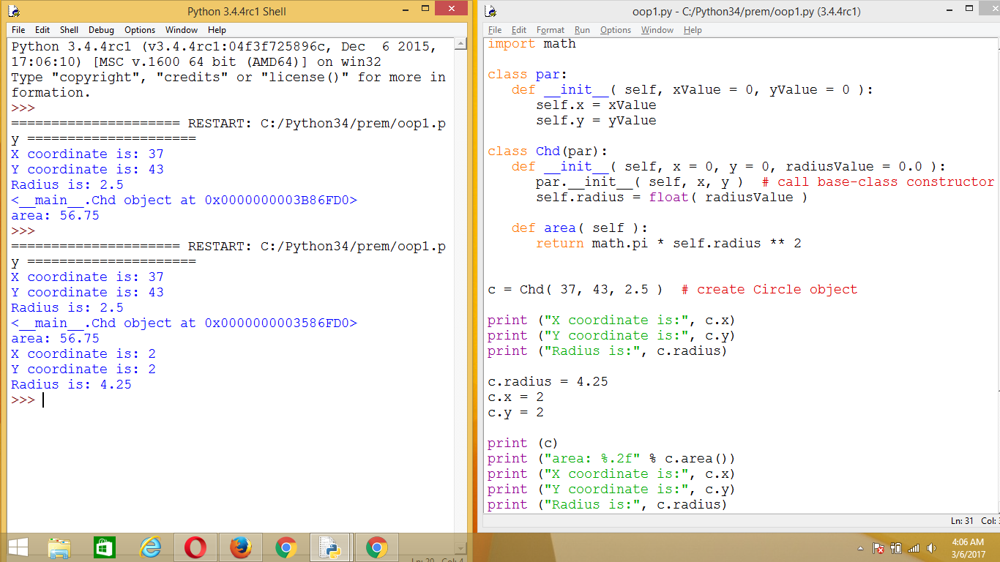 Python 3.4.4rc1 Shell
File Edit Shell Debug Options Window Help
Python 3.4.4rc1 (v3.4.4rc1:04f3f725896c, Dec  6 2015,
17:06:10) [MSC v.1600 64 bit (AMD64)] on win32
Type "copyright", "credits" or "license()" for more in
formation.
>>>
===================== RESTART: C:/Python34/prem/oop1.p
y =====================
X coordinate is: 37
Y coordinate is: 43
Radius is: 2.5
<__main__.Chd object at 0x0000000003B86FD0>
area: 56.75
>>>
===================== RESTART: C:/Python34/prem/oop1.p
y =====================
X coordinate is: 37
Y coordinate is: 43
Radius is: 2.5
<__main__.Chd object at 0x0000000003586FD0>
area: 56.75
X coordinate is: 2
Y coordinate is: 2
Radius is: 4.25
>>>
oop1.py - C:/Python34/prem/oop1.py (3.4.4rc1)
File Edit Format Run Options Window Help
import math
class par:
   def __init__( self, xValue = 0, yValue = 0 ):
      self.x = xValue
      self.y = yValue
class Chd(par):
   def __init__( self, x = 0, y = 0, radiusValue = 0.0 ):
      par.__init__( self, x, y )  # call base-class constructor
      self.radius = float( radiusValue )
   def area( self ):
      return math.pi * self.radius ** 2
c = Chd( 37, 43, 2.5 )  # create Circle object
print ("X coordinate is:", c.x)
print ("Y coordinate is:", c.y)
print ("Radius is:", c.radius)
c.radius = 4.25
c.x = 2
c.y = 2
print (c)
print ("area: %.2f" % c.area())
print ("X coordinate is:", c.x)
print ("Y coordinate is:", c.y)
print ("Radius is:", c.radius)
Ln: 31 Col:
4:06 AM
3/6/2017